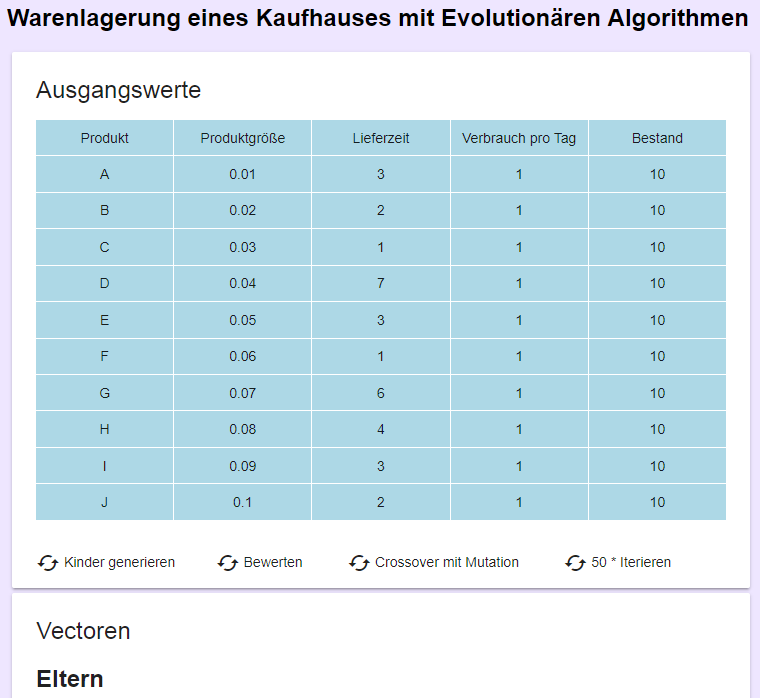 Warenlagerung eines Kaufhauses mit Evolutionären Algorithmen
Ausgangswerte
Produkt Produktgröße Lieferzeit Verbrauch pro Tag Bestand
A 0.01 3 1 10
B 0.02 2 1 10
C 0.03 1 1 10
D 0.04 7 1 10
E 0.05 3 1 10
F 0.06 1 1 10
G 0.07 6 1 10
H 0.08 4 1 10
I 0.09 3 1 10
J 0.1 2 1 10
Kinder generieren Bewerten Crossover mit Mutation 50 * Iterieren
Vectoren
Eltern